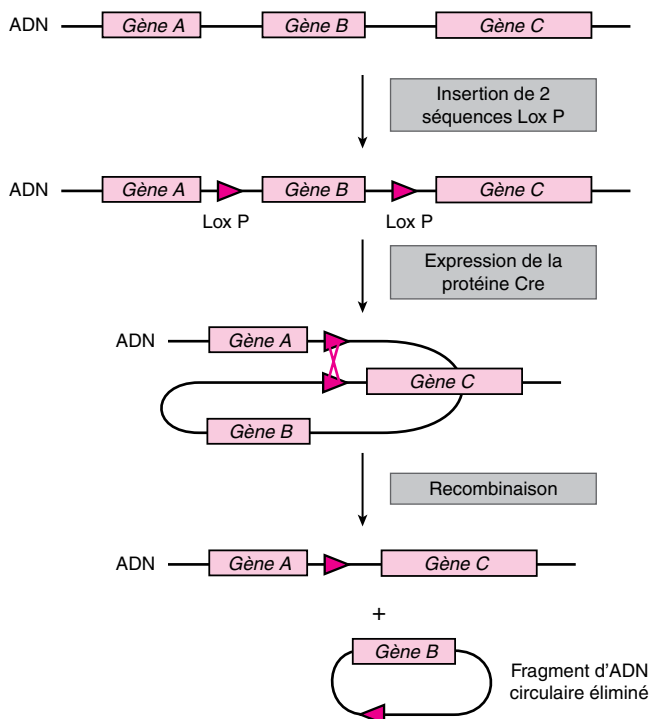 ADN Gène A Gène B Gène C
Insertion de 2
séquences Lox P
ADN Gène A Gène B Gène C
Lox P Lox P
Expression de la
protéine Cre
ADN Gène A
Gène C
Gène B
Recombinaison
ADN Gène A Gène C
+
Gène B
Fragment d'ADN
circulaire éliminé